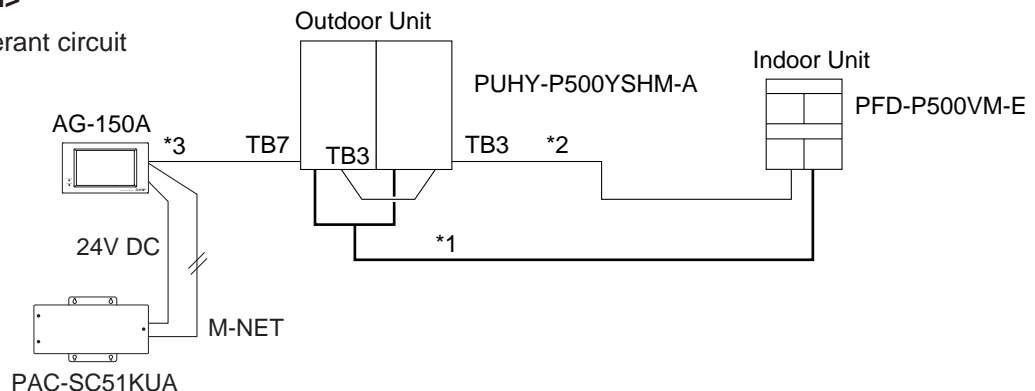 Outdoor Unit
Indoor Unit
PUHY-P500YSHM-A
PFD-P500VM-E
AG-150A
*3
TB7
TB3
TB3
*2
24V DC
*1
M-NET
PAC-SC51KUA
circuit